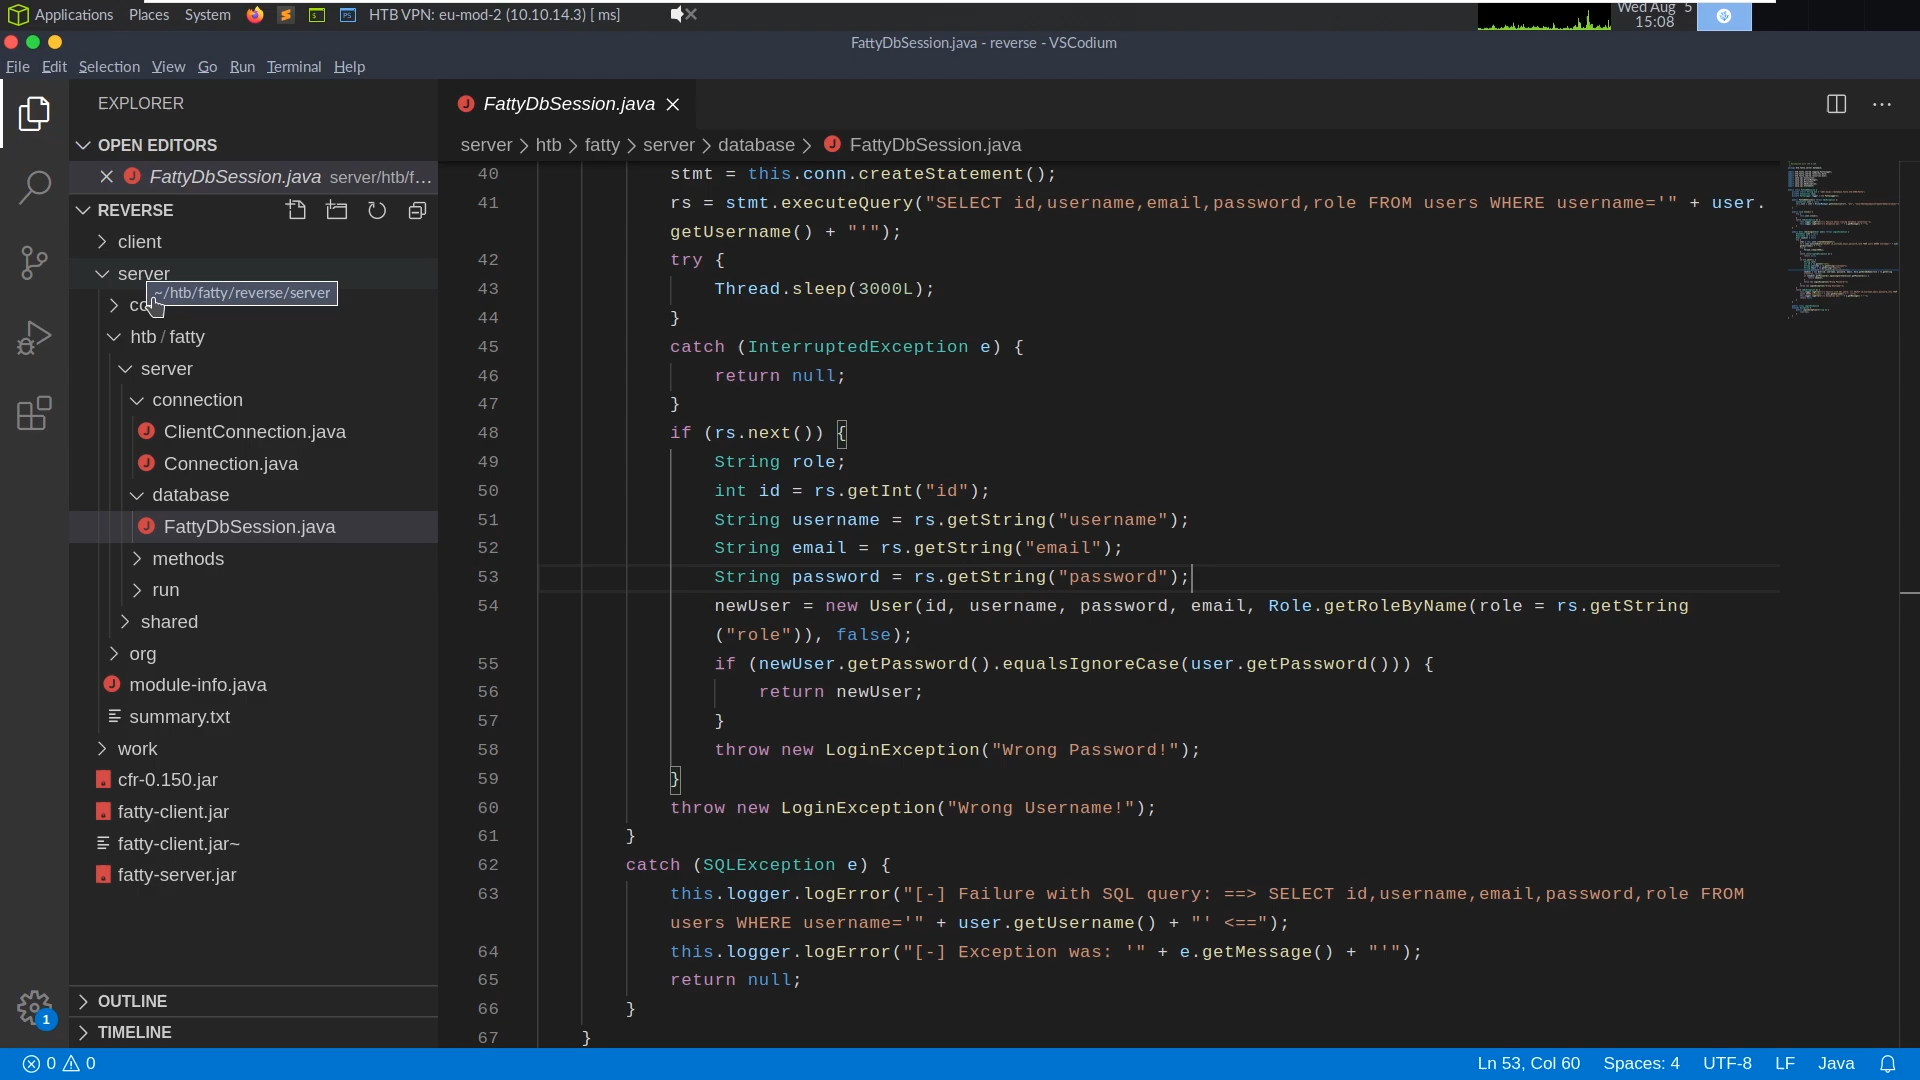 Applications Places System HTB VPN: eu-mod-2 (10.10.14.3) [ ms] Wed Aug 5
15:08
FattyDbSession.java - reverse - VSCodium
File Edit Selection View Go Run Terminal Help
EXPLORER
OPEN EDITORS
FattyDbSession.java server/htb/f...
REVERSE
client
server
~/htb/fatty/reverse/server
htb / fatty
server
connection
ClientConnection.java
Connection.java
database
FattyDbSession.java
methods
run
shared
org
module-info.java
summary.txt
work
cfr-0.150.jar
fatty-client.jar
fatty-client.jar~
fatty-server.jar
OUTLINE
1
TIMELINE
FattyDbSession.java
server > htb > fatty > server > database > FattyDbSession.java
40 stmt = this.conn.createStatement();
41 rs = stmt.executeQuery("SELECT id,username,email,password,role FROM users WHERE username='" + user.
getUsername() + "'");
42 try {
43 Thread.sleep(3000L);
44 }
45 catch (InterruptedException e) {
46 return null;
47 }
48 if (rs.next()) {
49 String role;
50 int id = rs.getInt("id");
51 String username = rs.getString("username");
52 String email = rs.getString("email");
53 String password = rs.getString("password");
54 newUser = new User(id, username, password, email, Role.getRoleByName(role = rs.getString
("role")), false);
55 if (newUser.getPassword().equalsIgnoreCase(user.getPassword())) {
56 return newUser;
57 }
58 throw new LoginException("Wrong Password!");
59 }
60 throw new LoginException("Wrong Username!");
61 }
62 catch (SQLException e) {
63 this.logger.logError("[-] Failure with SQL query: ==> SELECT id,username,email,password,role FROM
users WHERE username='" + user.getUsername() + "' <==");
64 this.logger.logError("[-] Exception was: '" + e.getMessage() + "'");
65 return null;
66 }
67 }
0 0 Ln 53, Col 60 Spaces: 4 UTF-8 LF Java